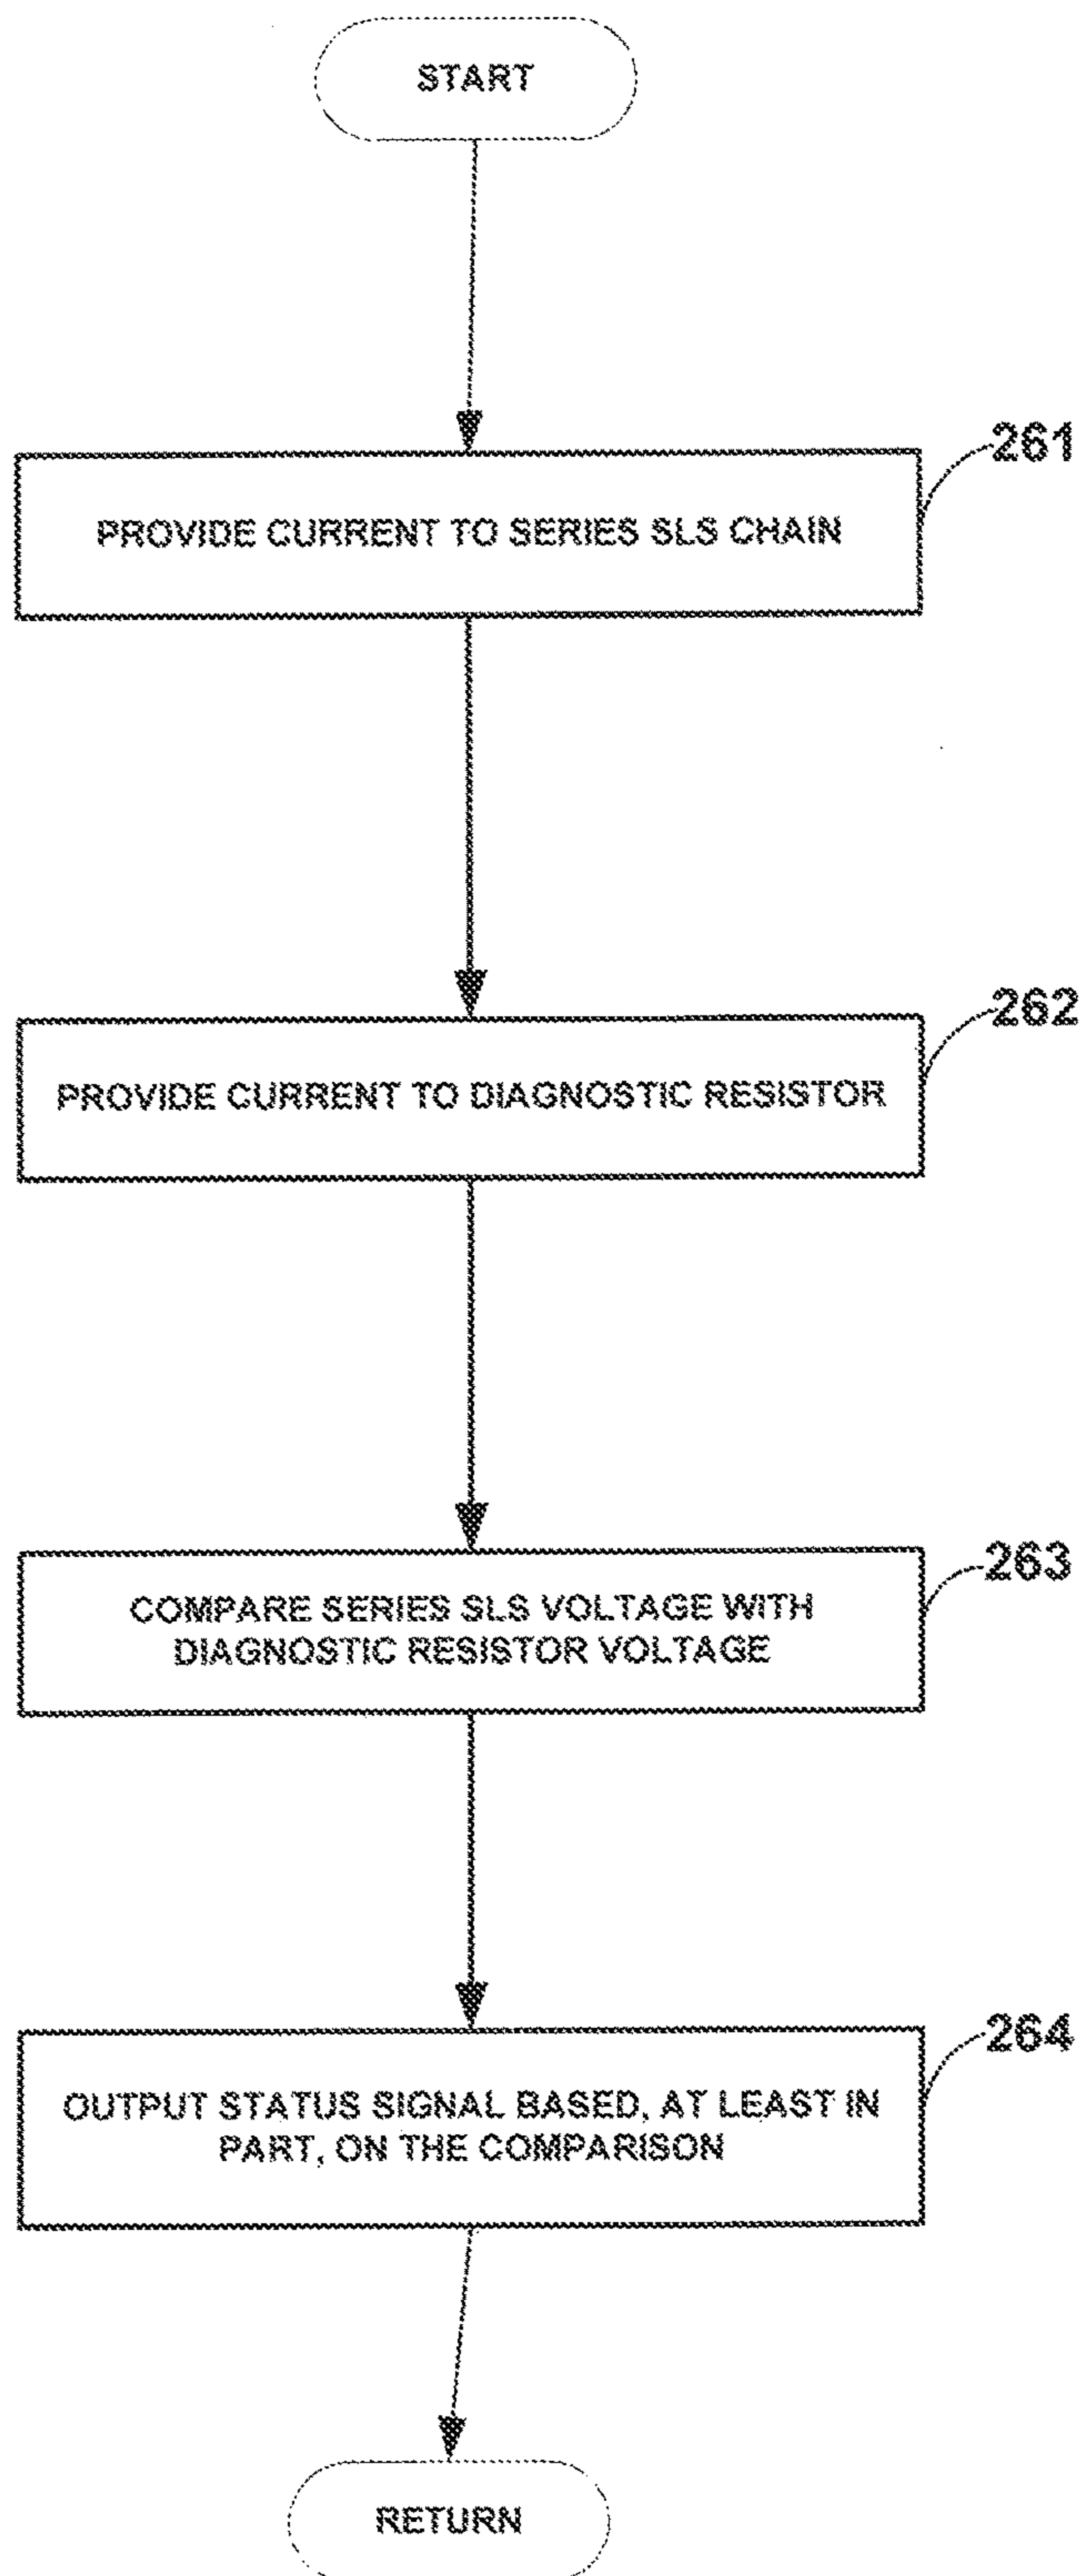 START
261
PROVIDE CURRENT TO SERIES SLS CHAIN
262
PROVIDE CURRENT TO DIAGNOSTIC RESISTOR
263
COMPARE SERIES SLS VOLTAGE WITH
DIAGNOSTIC RESISTOR VOLTAGE
264
OUTPUT STATUS SIGNAL BASED, AT LEAST IN
PART, ON THE COMPARISON
RETURN